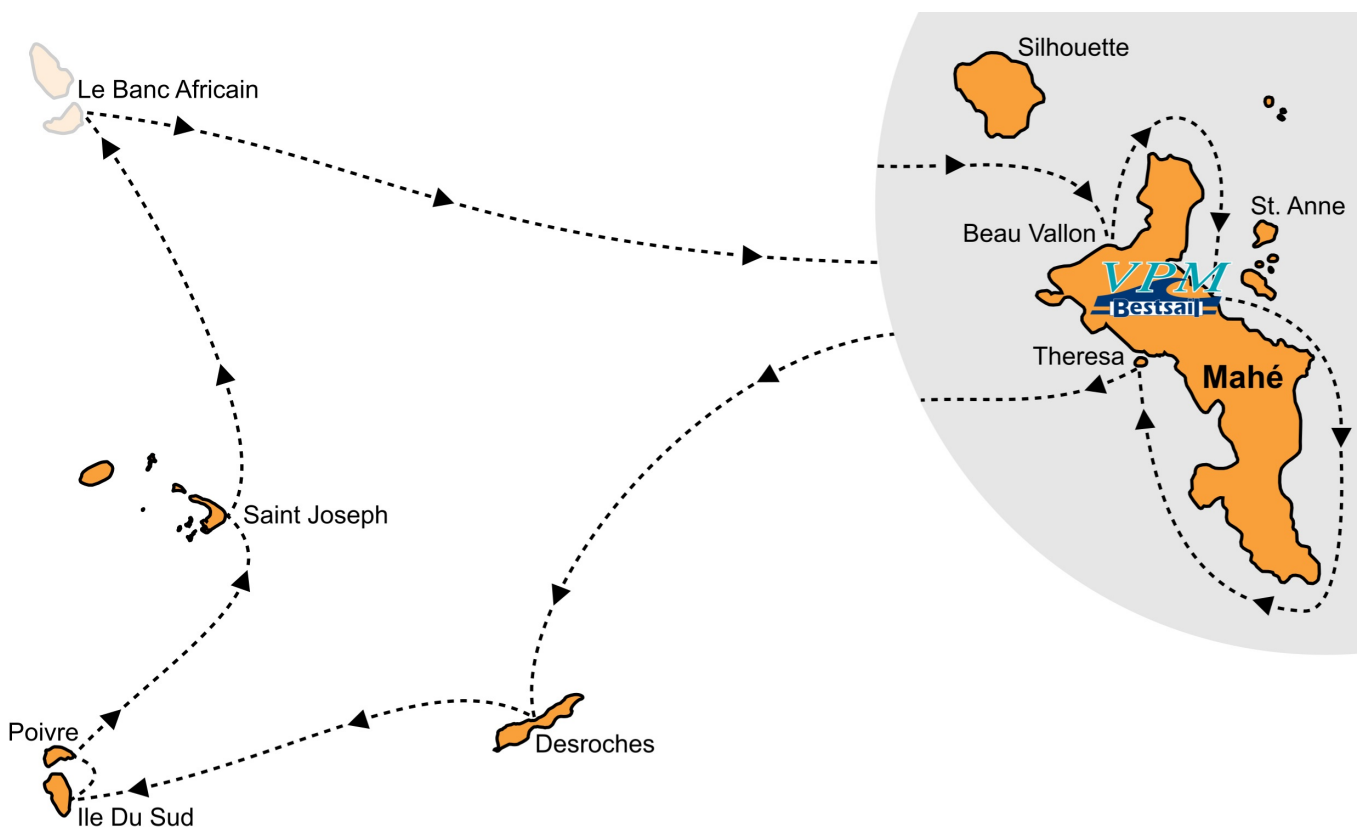 Silhouette
Le Banc Africain
St. Anne
Beau Vallon
VPM
Bestsail
Theresa
Mahé
Saint Joseph
Poivre
Desroches
Ile Du Sud